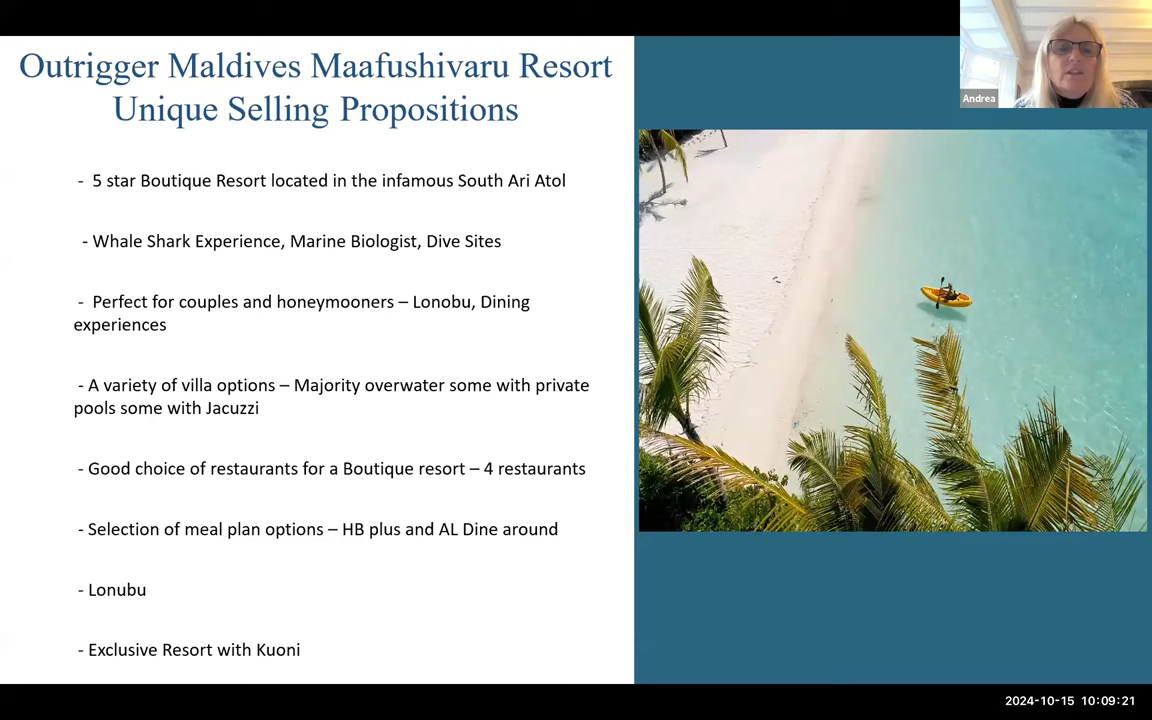 Outrigger Maldives Maafushivaru Resort
Unique Selling Propositions
- 5 star Boutique Resort located in the infamous South Ari Atol
- Whale Shark Experience, Marine Biologist, Dive Sites
- Perfect for couples and honeymooners – Lonobu, Dining
experiences
- A variety of villa options – Majority overwater some with private
pools some with Jacuzzi
- Good choice of restaurants for a Boutique resort – 4 restaurants
- Selection of meal plan options – HB plus and AL Dine around
- Lonubu
- Exclusive Resort with Kuoni
Andrea
2024-10-15 10:09:21